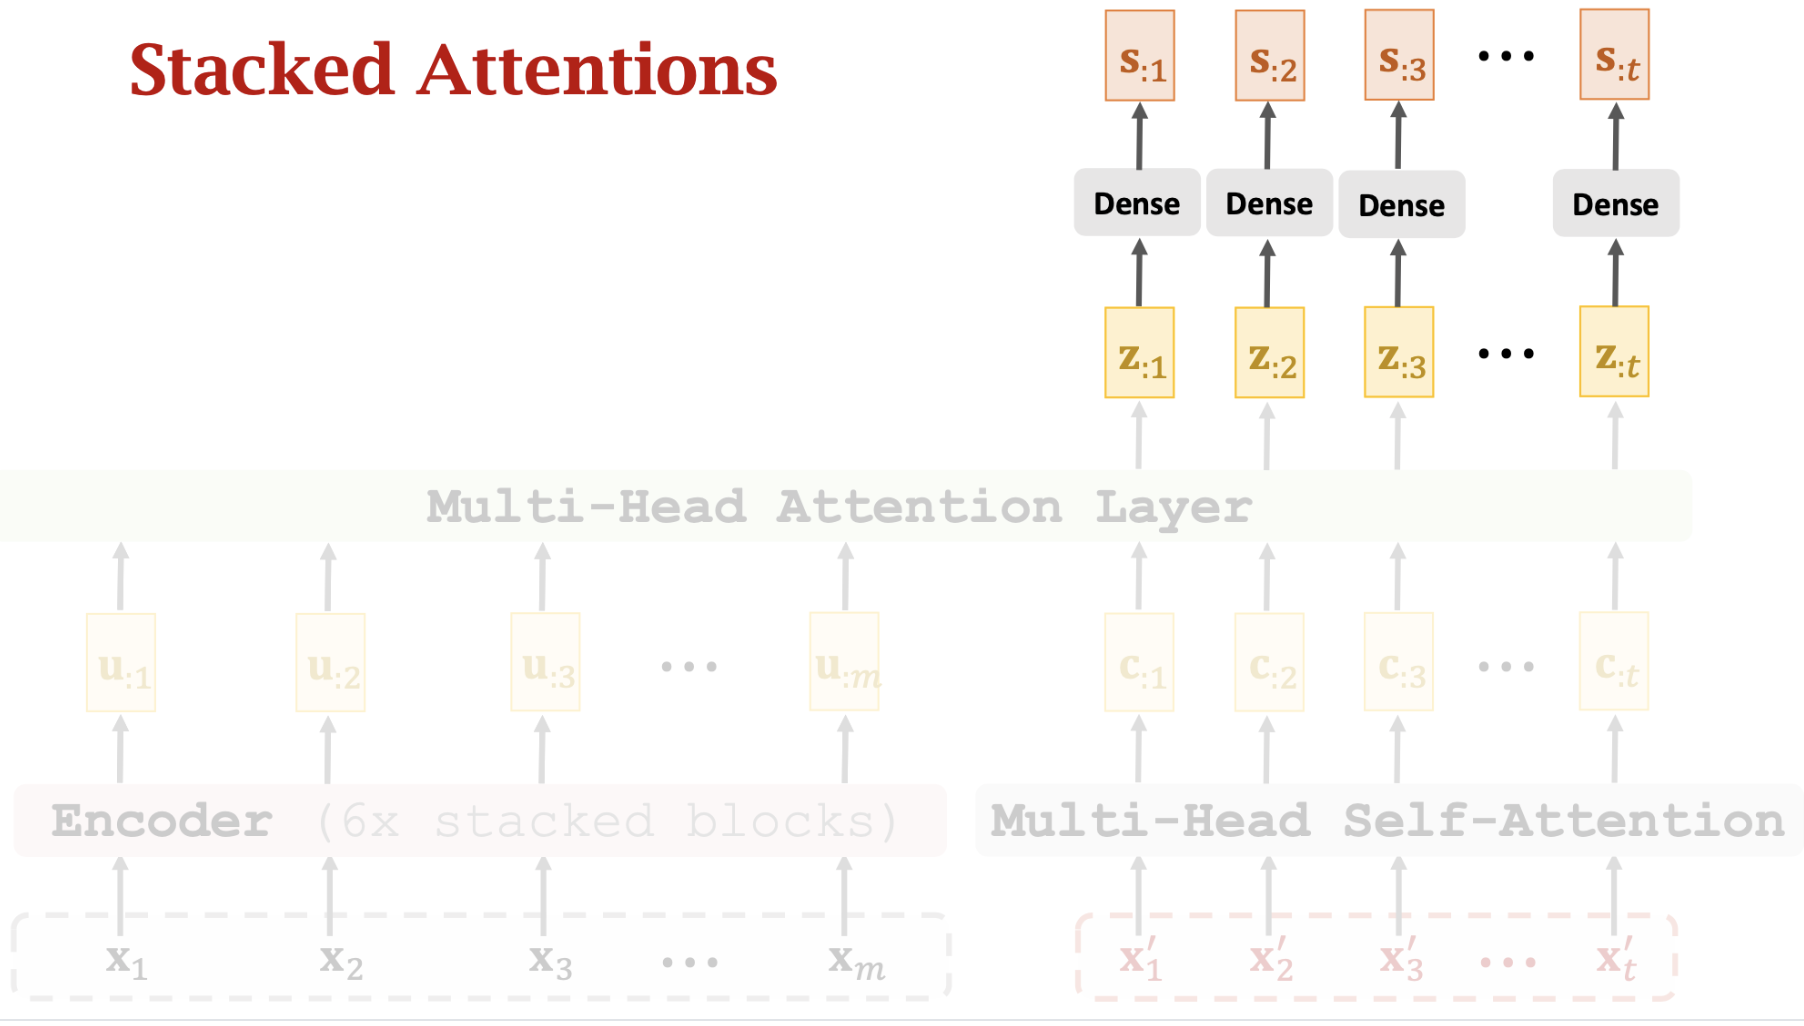 Stacked Attentions
s:1 s:2 s:3 ... s:t
Dense Dense Dense Dense
z:1 z:2 z:3 ... z:t
Multi-Head Attention Layer
u:1 u:2 u:3 ... u:m c:1 c:2 c:3 ... c:t
Encoder (6x stacked blocks) Multi-Head Self-Attention
x1 x2 x3 ... xm x′1 x′2 x′3 ... x′t